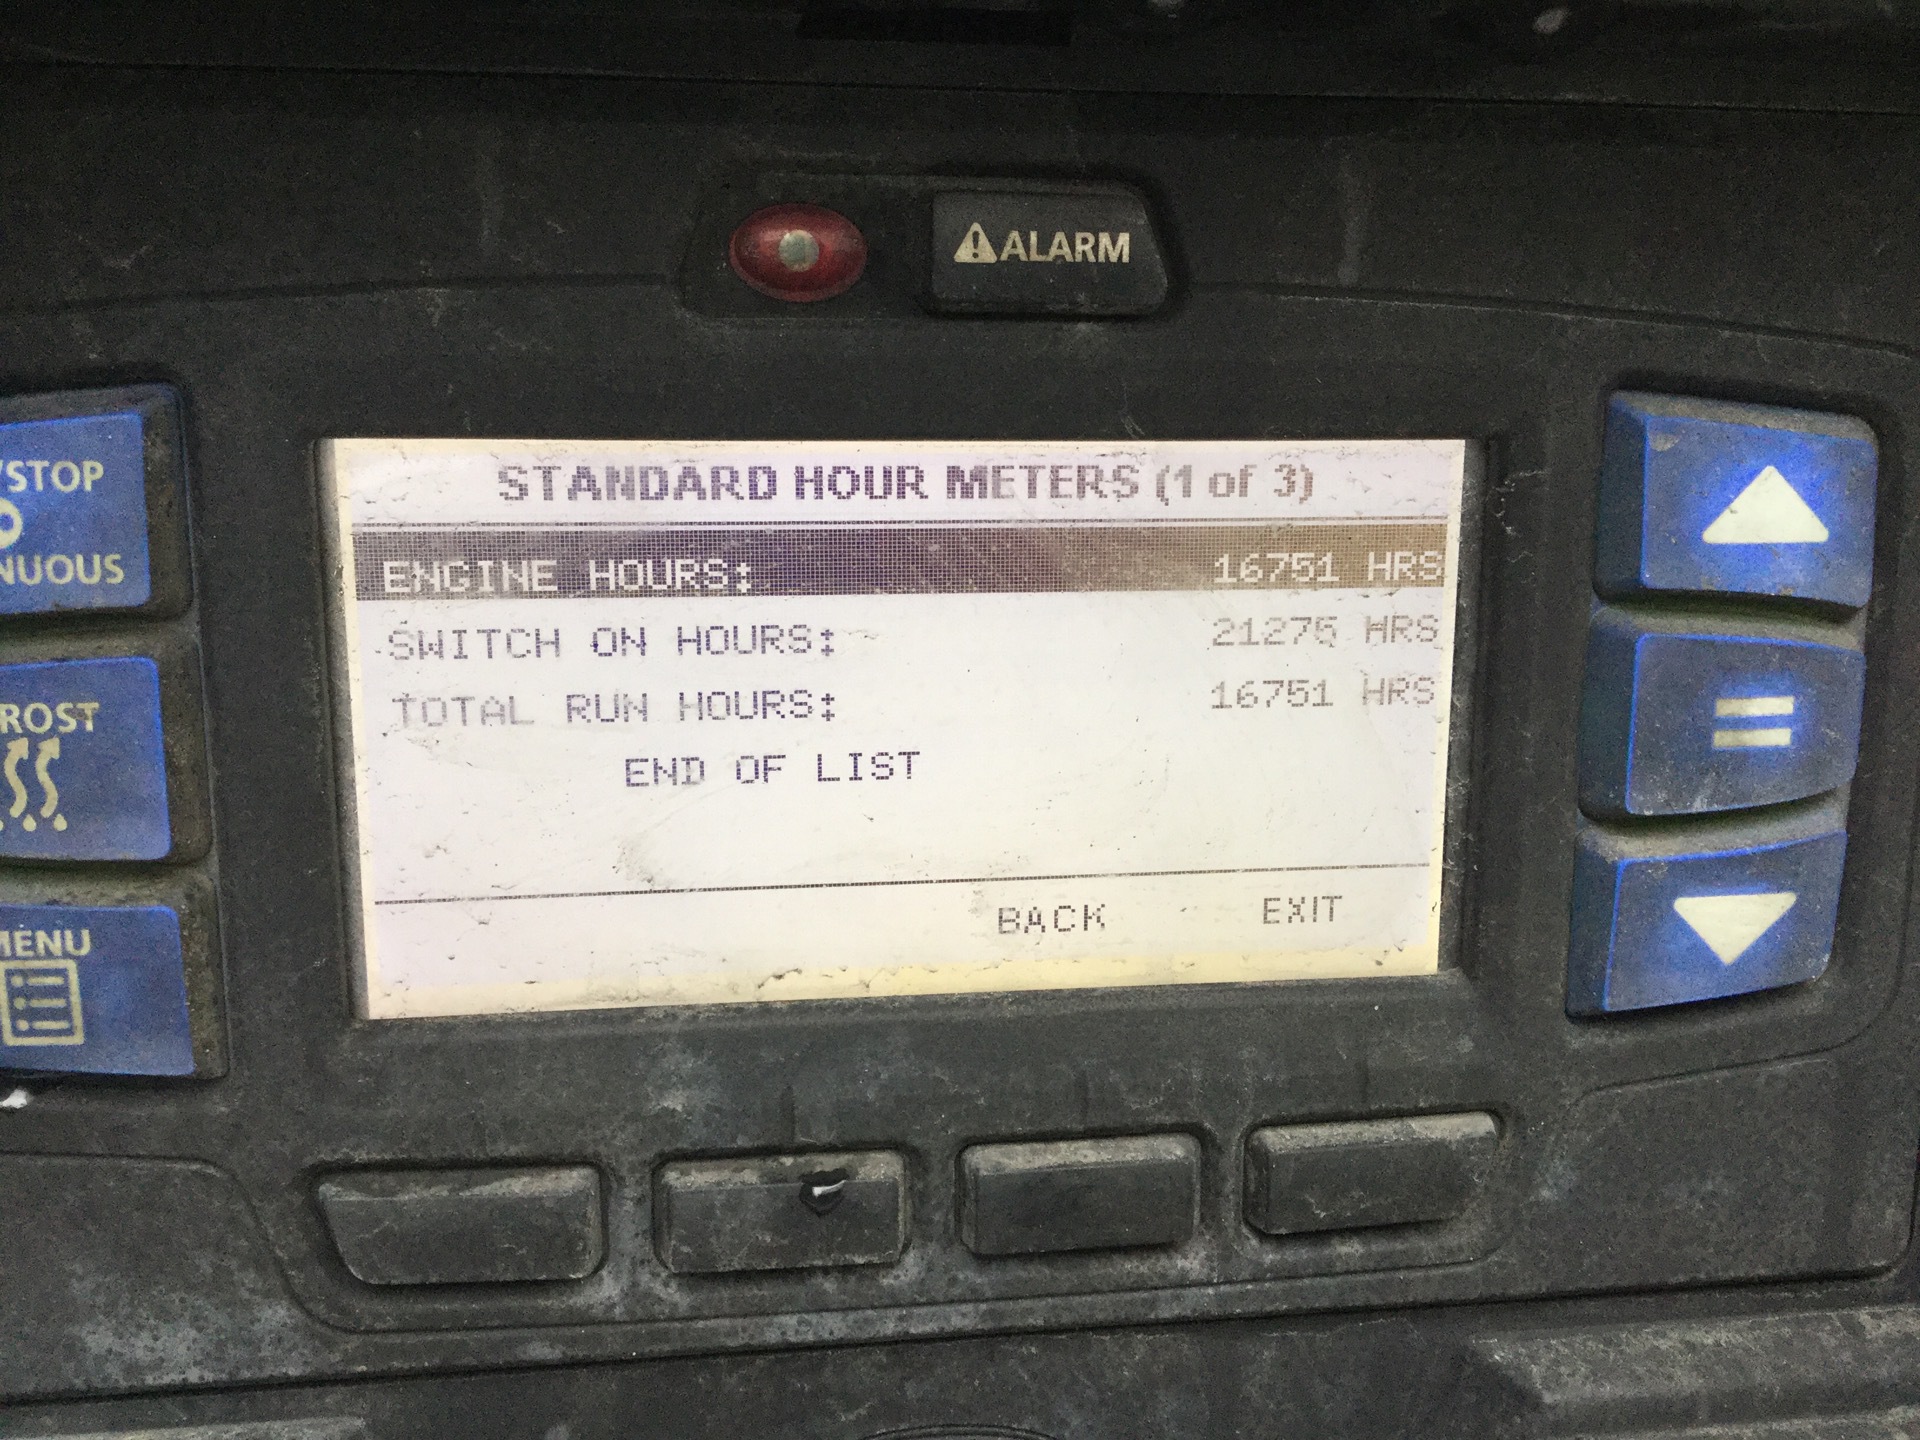 ALARM
STANDARD HOUR METERS (1 of 3)
ENGINE HOURS: 16751 HRS
SWITCH ON HOURS: 21275 HRS
TOTAL RUN HOURS: 16751 HRS
END OF LIST
BACK EXIT
/STOP
NUOUS
ROST
MENU